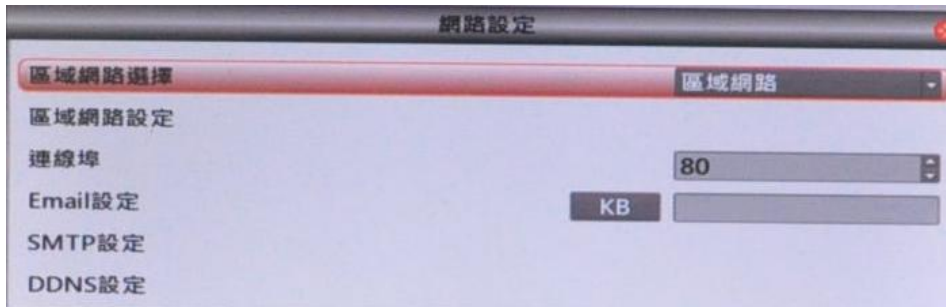 網路設定
區域網路選擇 區域網路
區域網路設定
連線埠 80
Email設定 KB
SMTP設定
DDNS設定